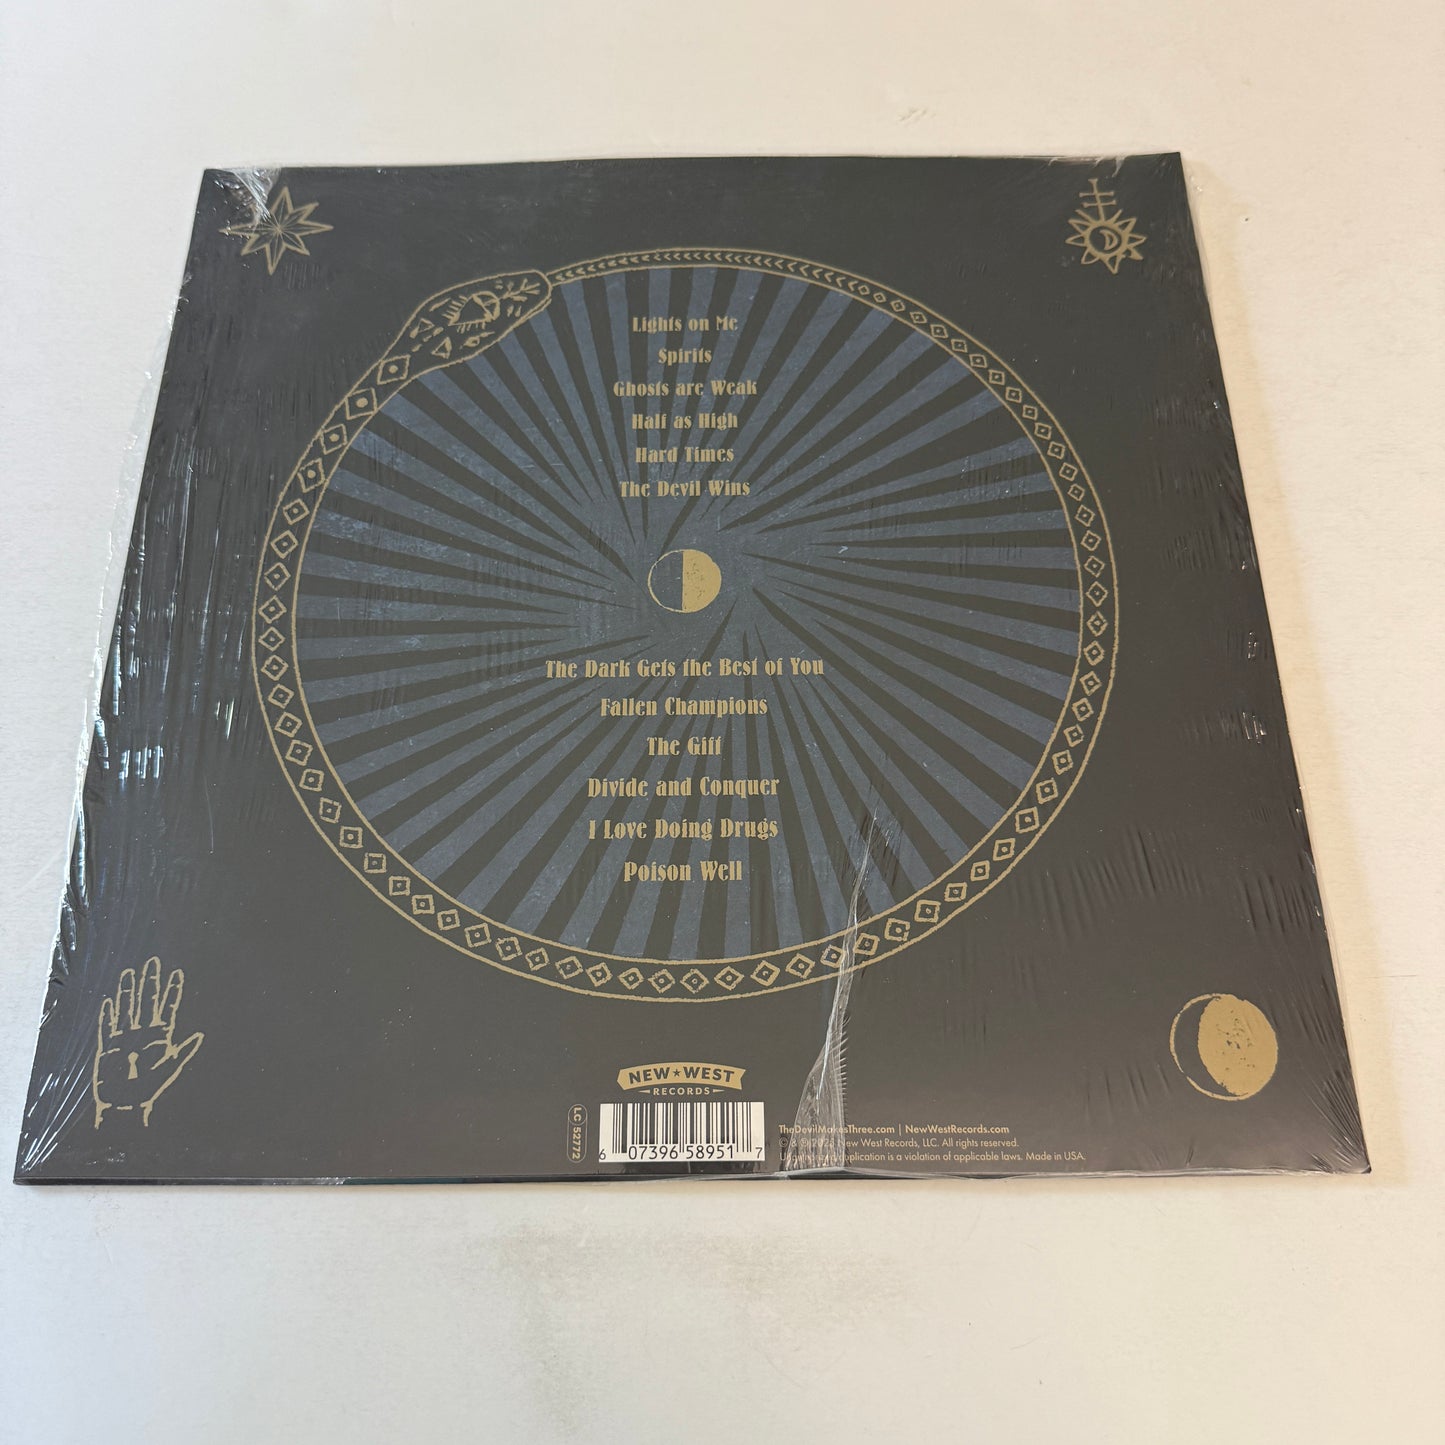 Lights on Me
Spirits
Ghosts are Weak
Half as High
Hard Times
The Devil Wins
The Dark Gets the Best of You
Fallen Champions
The Gift
Divide and Conquer
I Love Doing Drugs
Poison Well
NEW★WEST
RECORDS
LC 52772
6 07396 58951 7
TheDevilMakesThree.com | NewWestRecords.com
© & ℗ 2025 New West Records, LLC. All rights reserved.
Unauthorized duplication is a violation of applicable laws. Made in USA.